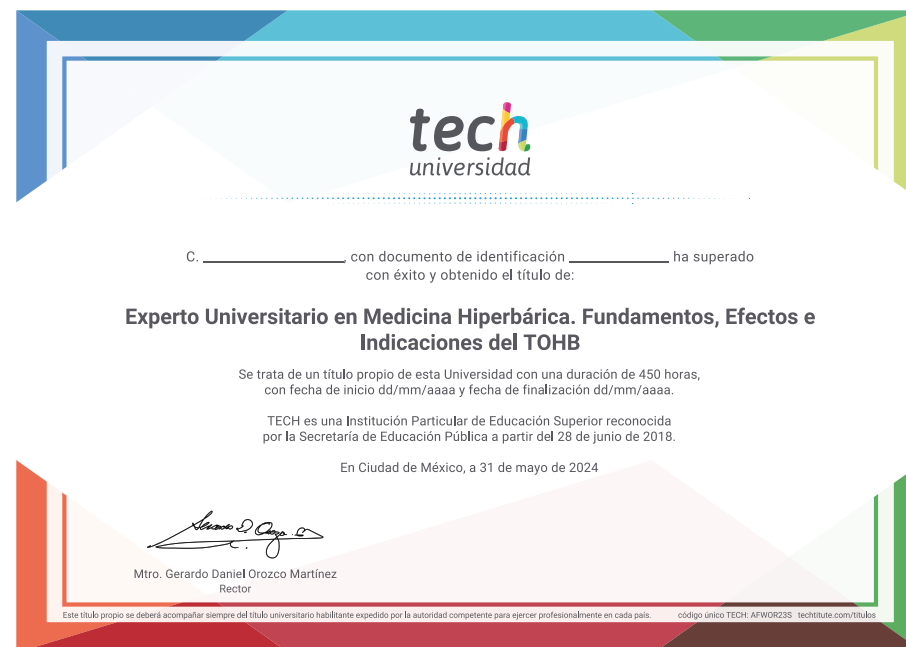 tech
universidad
C. ____________________, con documento de identificación ______________ ha superado
con éxito y obtenido el título de:
Experto Universitario en Medicina Hiperbárica. Fundamentos, Efectos e
Indicaciones del TOHB
Se trata de un título propio de esta Universidad con una duración de 450 horas,
con fecha de inicio dd/mm/aaaa y fecha de finalización dd/mm/aaaa.
TECH es una Institución Particular de Educación Superior reconocida
por la Secretaría de Educación Pública a partir del 28 de junio de 2018.
En Ciudad de México, a 31 de mayo de 2024
Mtro. Gerardo Daniel Orozco Martínez
Rector
Este título propio se deberá acompañar siempre del título universitario habilitante expedido por la autoridad competente para ejercer profesionalmente en cada país. código único TECH: AFWOR23S techtitute.com/titulos